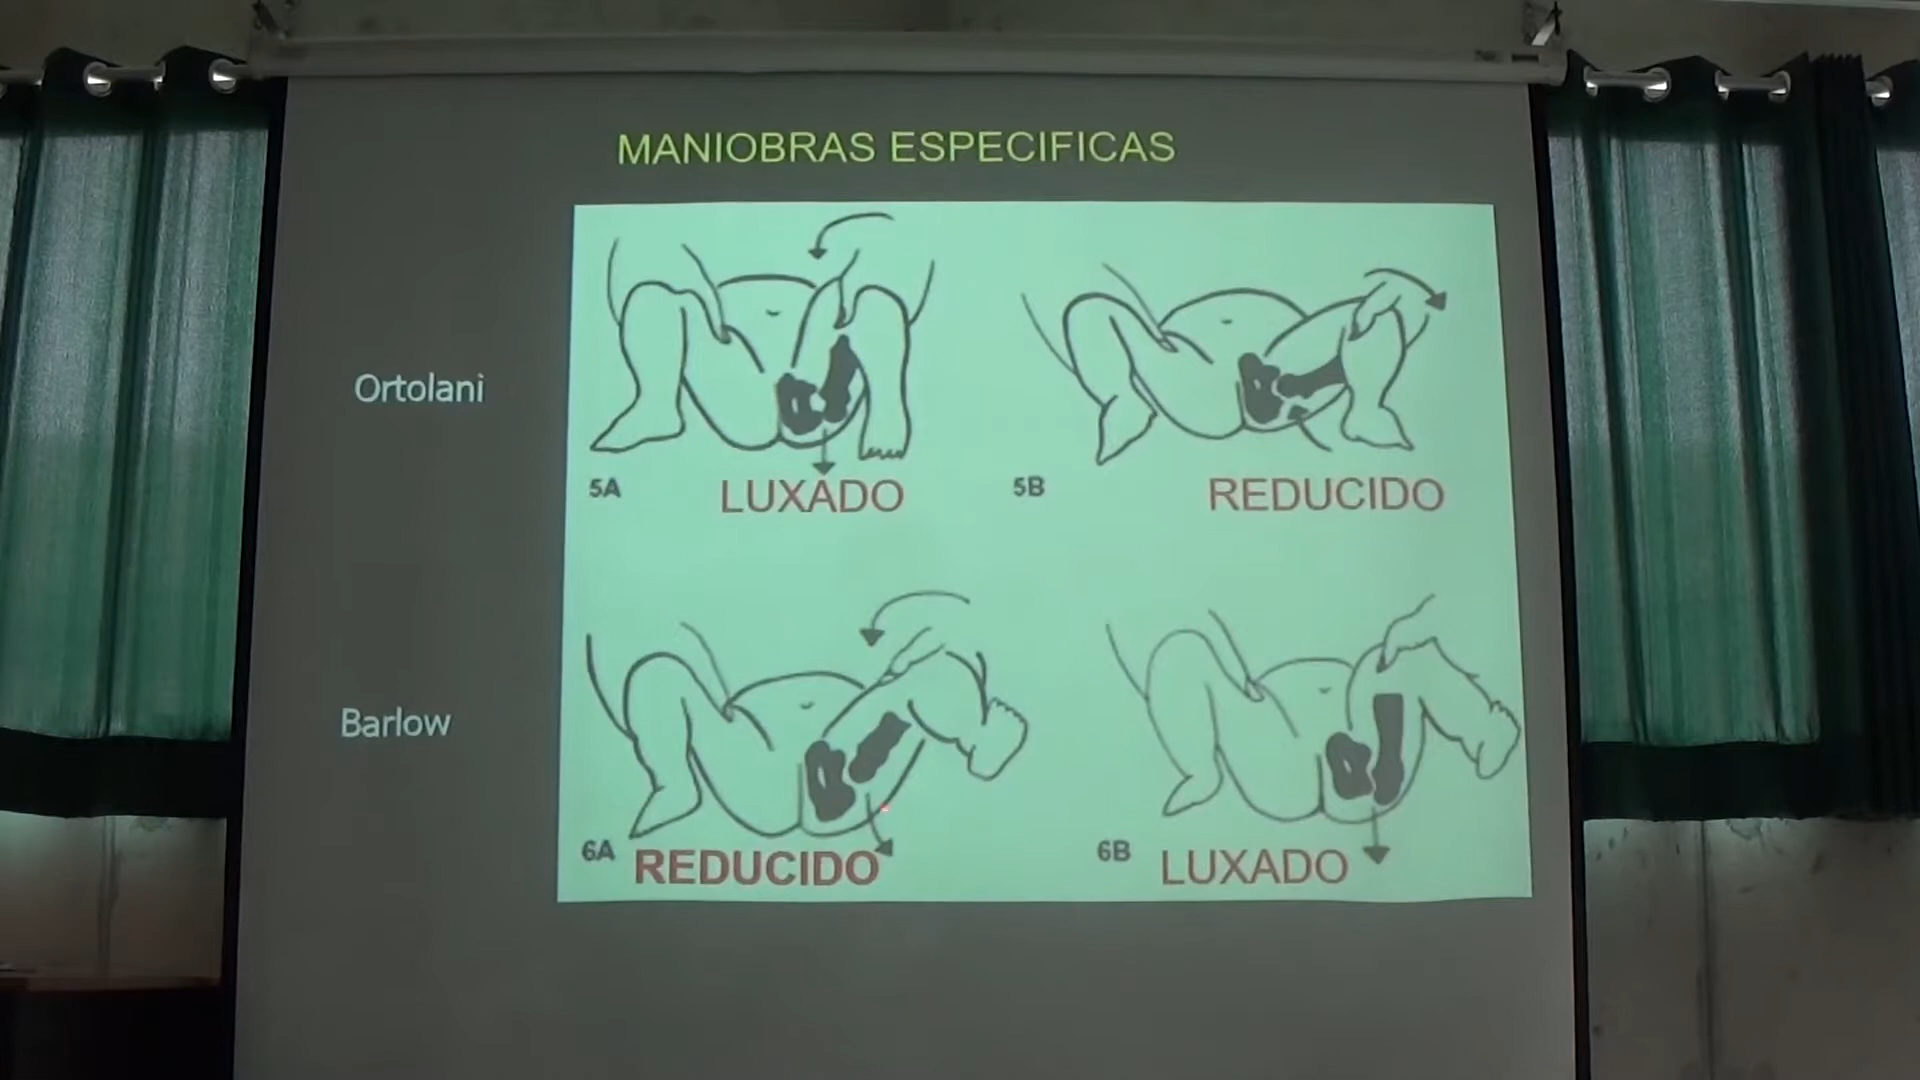 MANIOBRAS ESPECIFICAS
Ortolani
5A LUXADO
5B REDUCIDO
Barlow
6A REDUCIDO
6B LUXADO